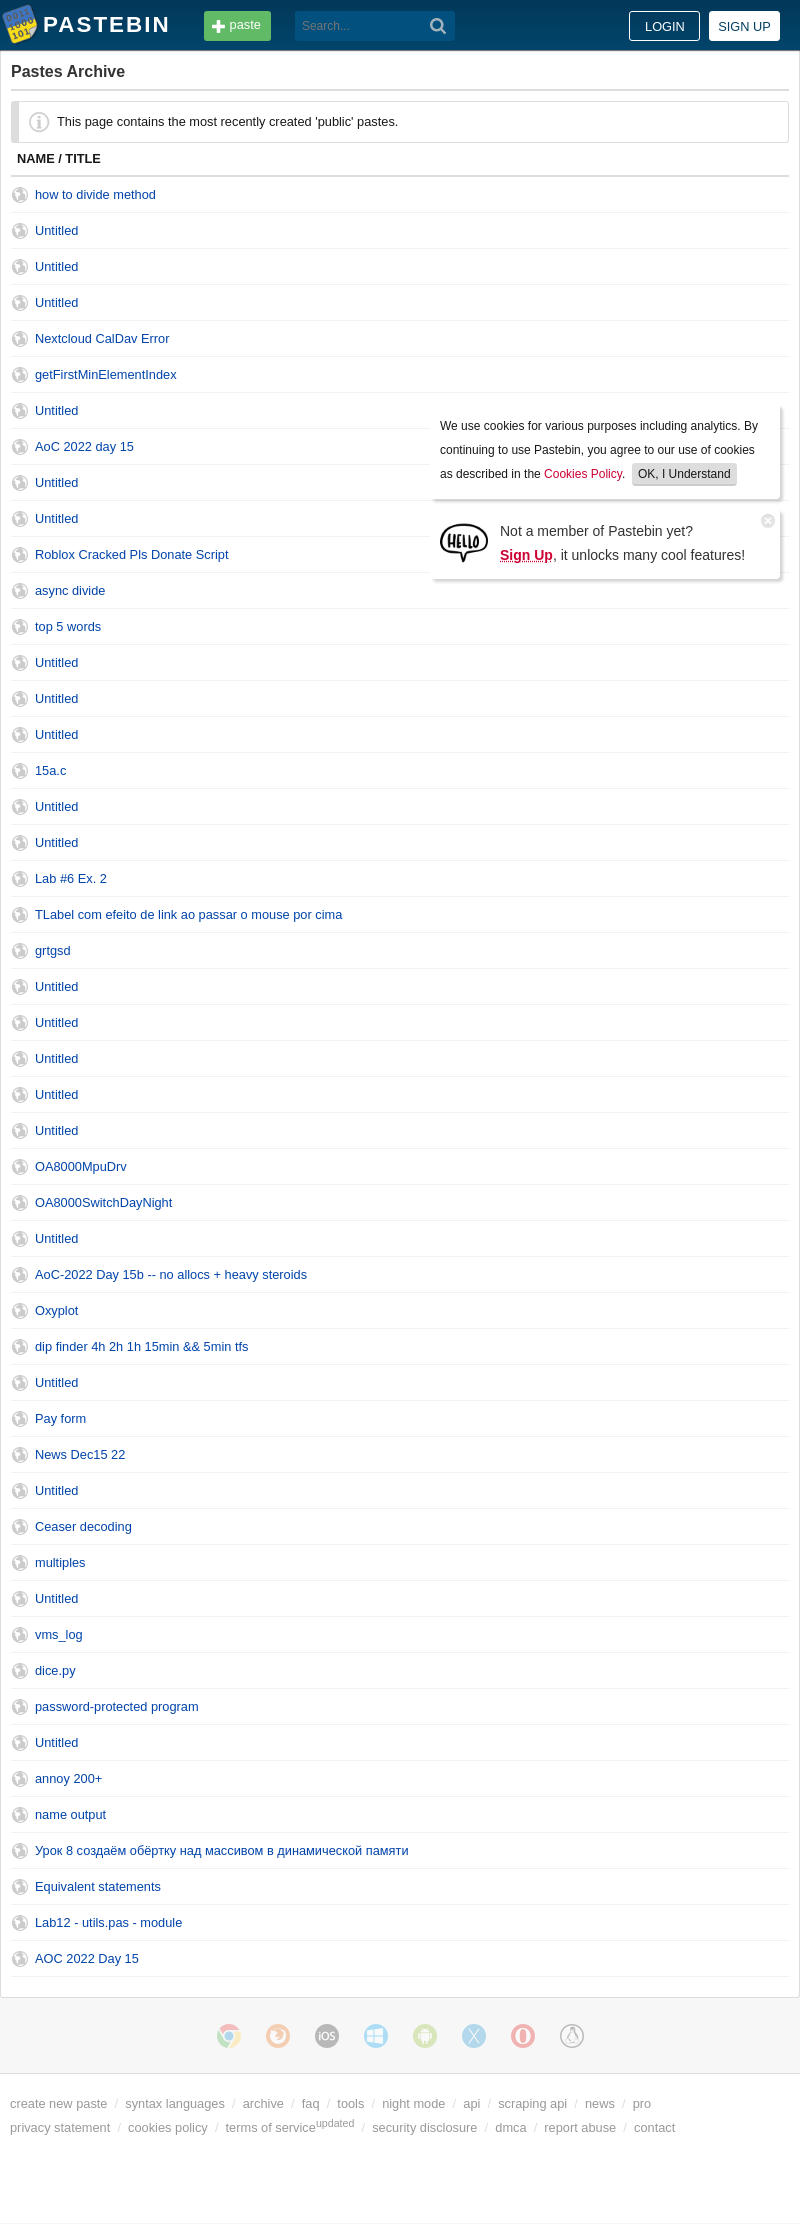 PASTEBIN paste Search... LOGIN SIGN UP
Pastes Archive
This page contains the most recently created 'public' pastes.
NAME / TITLE
how to divide method
Untitled
Untitled
Untitled
Nextcloud CalDav Error
getFirstMinElementIndex
Untitled
AoC 2022 day 15
Untitled
Untitled
Roblox Cracked Pls Donate Script
We use cookies for various purposes including analytics. By
continuing to use Pastebin, you agree to our use of cookies
as described in the Cookies Policy. OK, I Understand
HELLO
Not a member of Pastebin yet?
Sign Up, it unlocks many cool features!
async divide
top 5 words
Untitled
Untitled
Untitled
15a.c
Untitled
Untitled
Lab #6 Ex. 2
TLabel com efeito de link ao passar o mouse por cima
grtgsd
Untitled
Untitled
Untitled
Untitled
Untitled
OA8000MpuDrv
OA8000SwitchDayNight
Untitled
AoC-2022 Day 15b -- no allocs + heavy steroids
Oxyplot
dip finder 4h 2h 1h 15min && 5min tfs
Untitled
Pay form
News Dec15 22
Untitled
Ceaser decoding
multiples
Untitled
vms_log
dice.py
password-protected program
Untitled
annoy 200+
name output
Урок 8 создаём обёртку над массивом в динамической памяти
Equivalent statements
Lab12 - utils.pas - module
AOC 2022 Day 15
iOS
create new paste / syntax languages / archive / faq / tools / night mode / api / scraping api / news / pro
privacy statement / cookies policy / terms of service updated / security disclosure / dmca / report abuse / contact